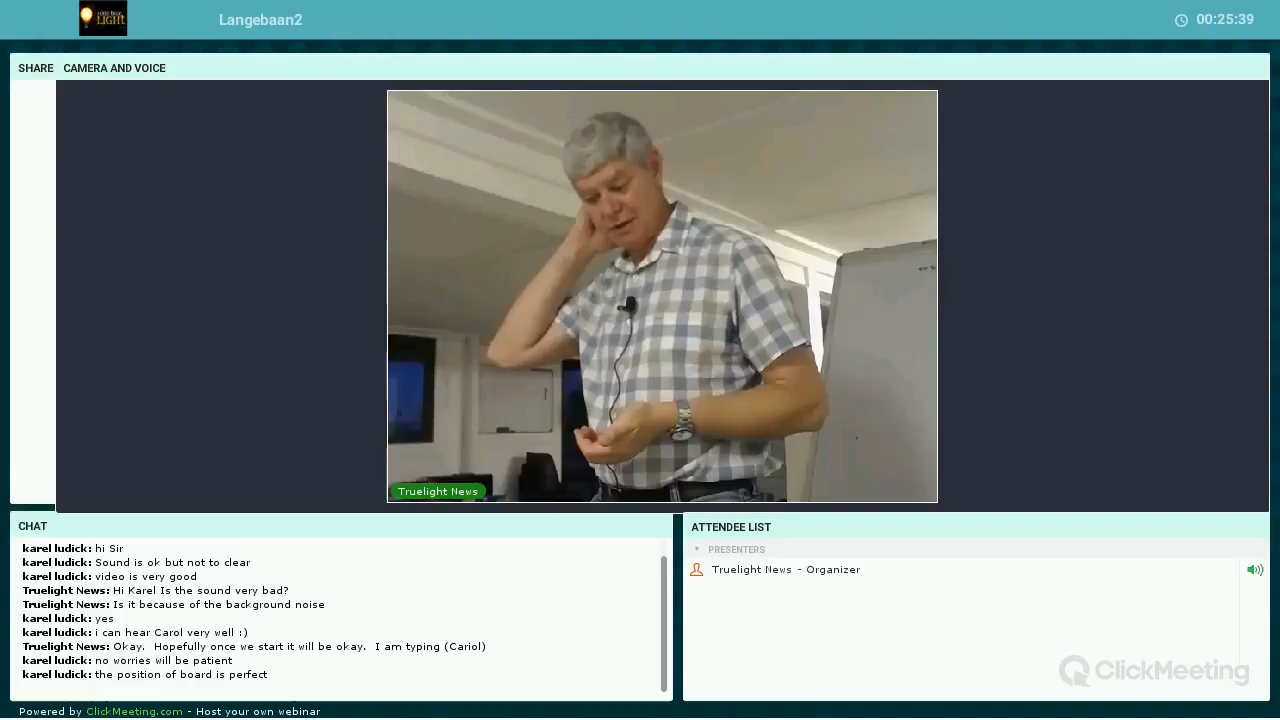 LIGHT
Langebaan2
00:25:39
SHARE CAMERA AND VOICE
Truelight News
CHAT
karel ludick: hi Sir
karel ludick: Sound is ok but not to clear
karel ludick: video is very good
Truelight News: Hi Karel Is the sound very bad?
Truelight News: Is it because of the background noise
karel ludick: yes
karel ludick: i can hear Carol very well :)
Truelight News: Okay.  Hopefully once we start it will be okay.  I am typing (Cariol)
karel ludick: no worries will be patient
karel ludick: the position of board is perfect
ATTENDEE LIST
PRESENTERS
Truelight News - Organizer
ClickMeeting
Powered by ClickMeeting.com - Host your own webinar